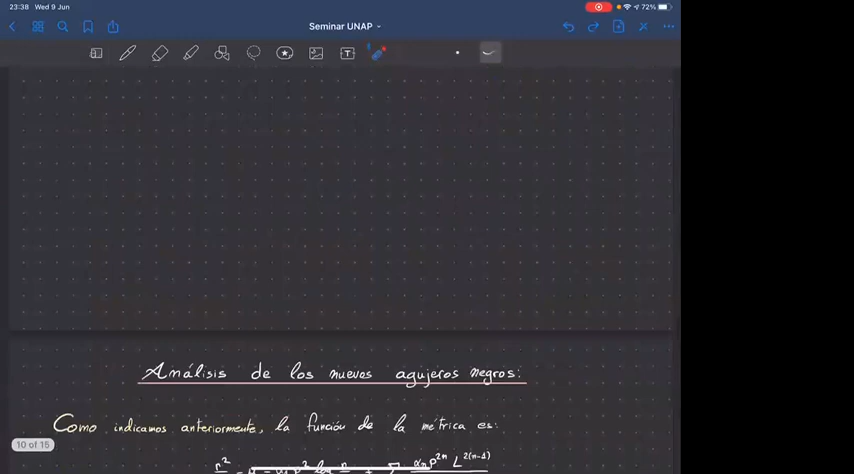 23:38 Wed 9 Jun
72%
Seminar UNAP
T
Análisis de los nuevos agujeros negros:
Como indicamos anteriormente, la función de la métrica es:
10 of 15